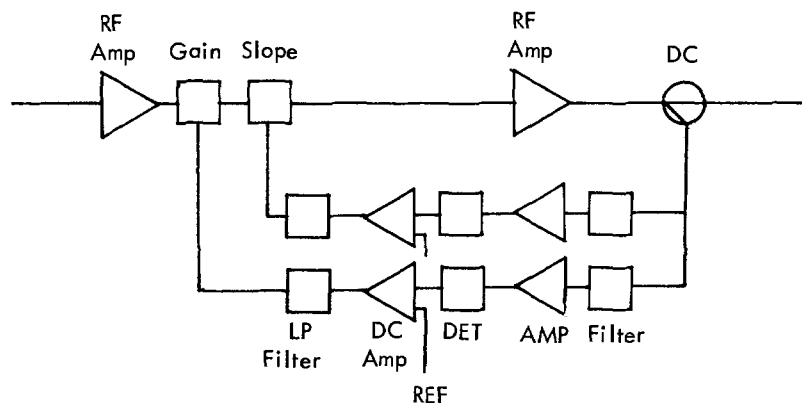 RF
Amp
Gain
Slope
RF
Amp
DC
LP
Filter
DC
Amp
DET
AMP
Filter
REF